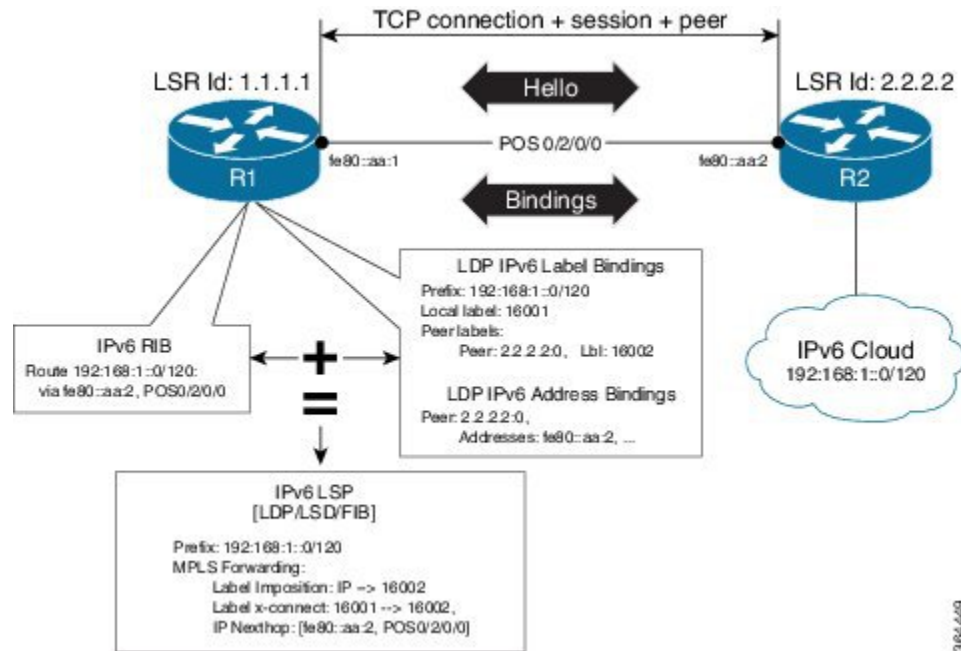 TCP connection + session + peer
LSR Id: 1.1.1.1
LSR Id: 2.2.2.2
Hello
POS 0/2/0/0
fe80::aa:1
fe80::aa:2
R1
R2
Bindings
LDP IPv6 Label Bindings
Prefix: 192:168:1::0/120
Local label: 16001
Peer labels:
Peer: 2.2.2.2:0, Lbl: 16002
LDP IPv6 Address Bindings
Peer: 2.2.2.2:0,
Addresses: fe80::aa:2, ...
IPv6 RIB
Route 192:168:1::0/120:
via fe80::aa:2, POS0/2/0/0
+
=
IPv6 Cloud
192:168:1::0/120
IPv6 LSP
[LDP/LSD/FIB]
Prefix: 192:168:1::0/120
MPLS Forwarding:
Label Imposition: IP --> 16002
Label x-connect: 16001 --> 16002,
IP Nexthop: [fe80::aa:2, POS0/2/0/0]
364449